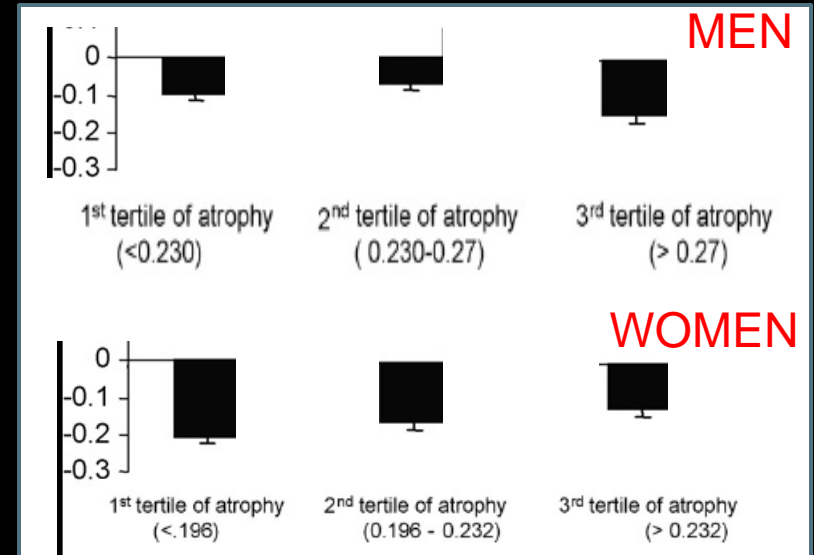 MEN
0
-0.1
-0.2
-0.3
1st tertile of atrophy 2nd tertile of atrophy 3rd tertile of atrophy
(<0.230) ( 0.230-0.27) (> 0.27)
WOMEN
0
-0.1
-0.2
-0.3
1st tertile of atrophy 2nd tertile of atrophy 3rd tertile of atrophy
(<.196) (0.196 - 0.232) (> 0.232)